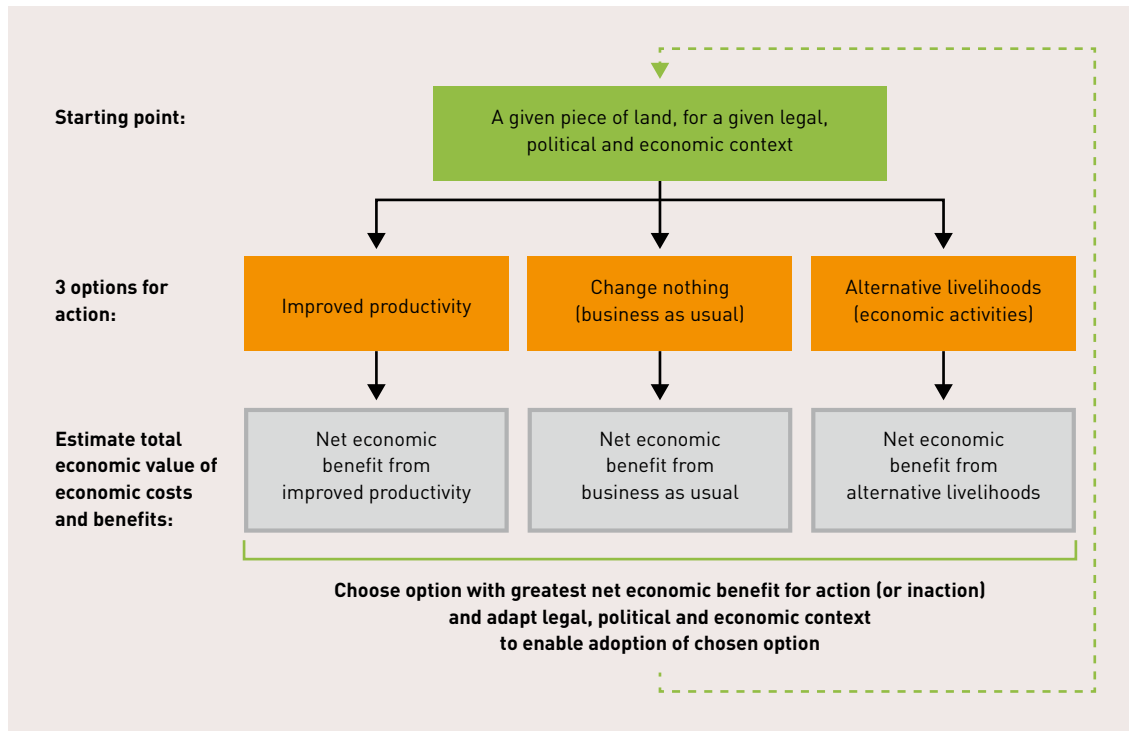 Starting point:
A given piece of land, for a given legal,
political and economic context
3 options for
action:
Improved productivity
Change nothing
(business as usual)
Alternative livelihoods
(economic activities)
Estimate total
economic value of
economic costs
and benefits:
Net economic
benefit from
improved productivity
Net economic
benefit from
business as usual
Net economic
benefit from
alternative livelihoods
Choose option with greatest net economic benefit for action (or inaction)
and adapt legal, political and economic context
to enable adoption of chosen option